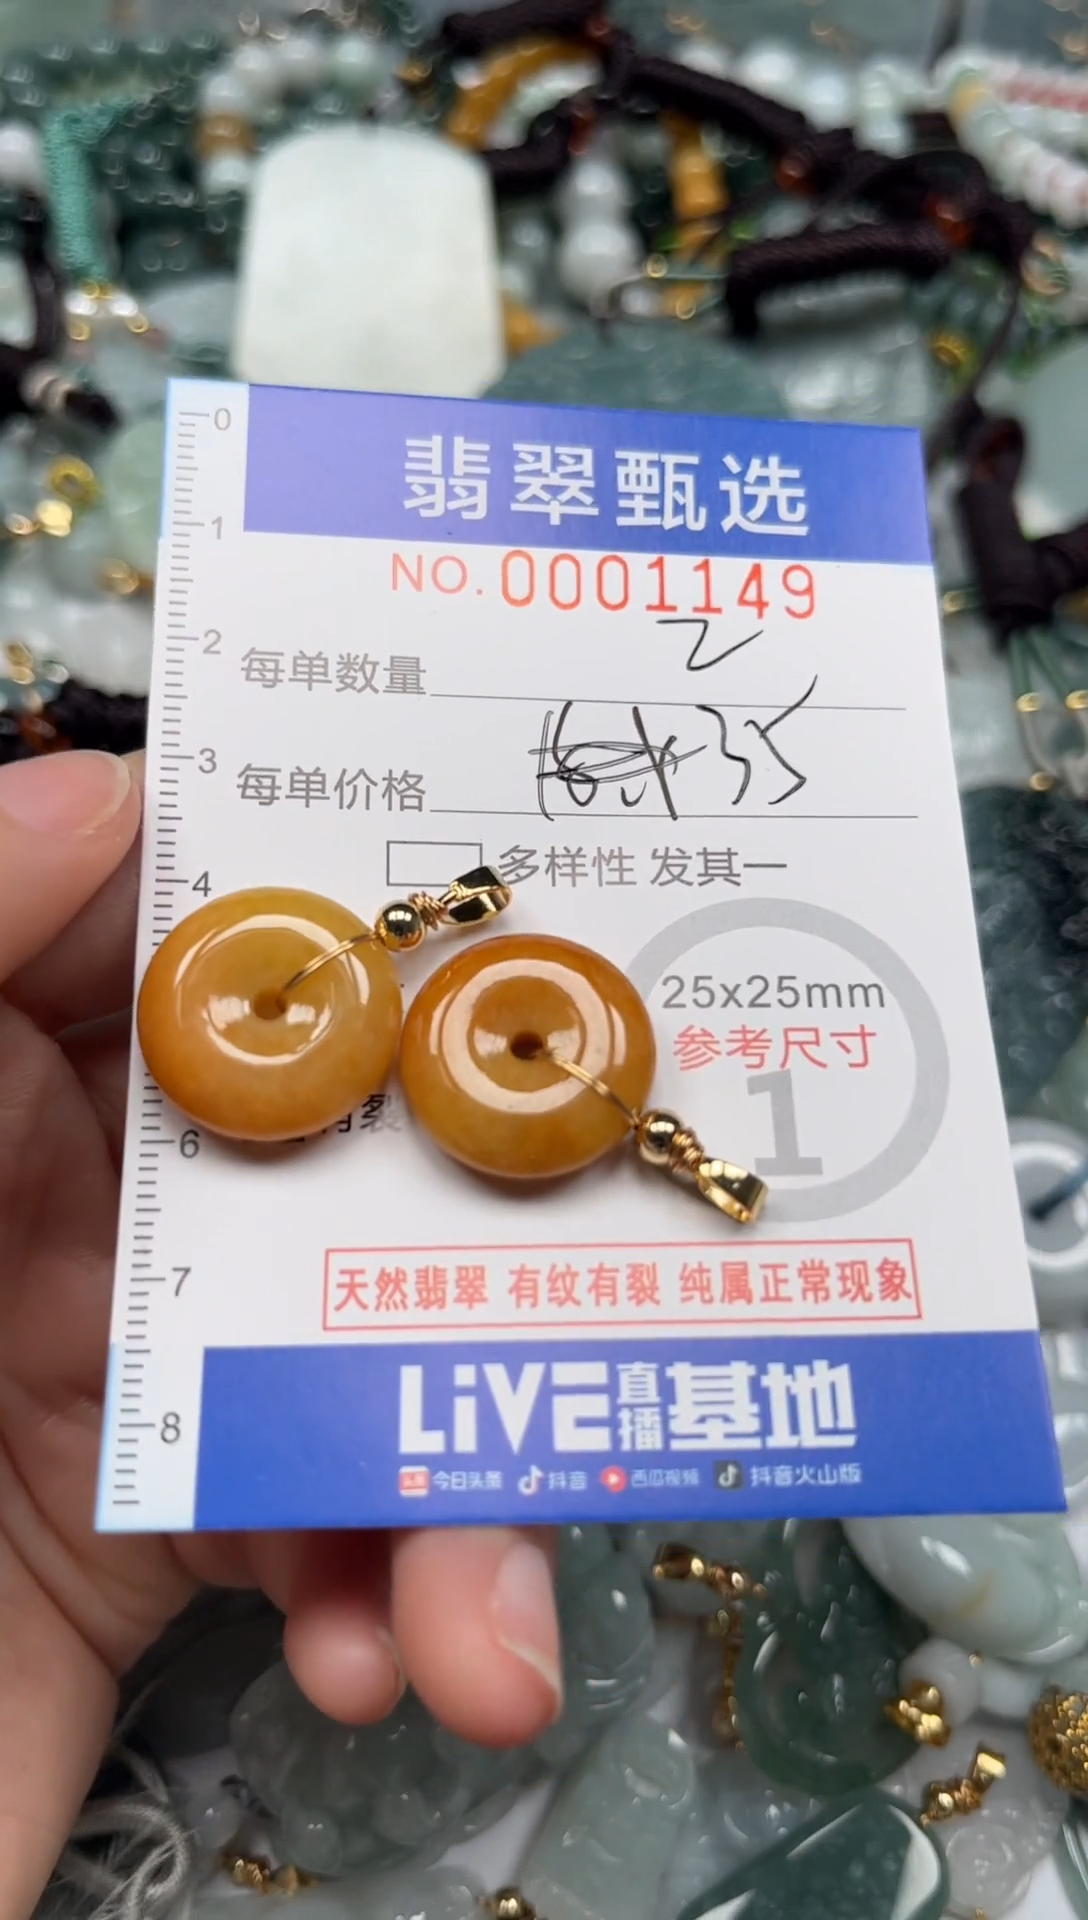 0
翡翠甄选
1
NO.0001149
2
每单数量 2
3
每单价格 35
多样性 发其一
4
25x25mm
参考尺寸
1
裂
6
天然翡翠 有纹有裂 纯属正常现象
7
LiVE直播基地
8
今日头条 抖音 西瓜视频 抖音火山版